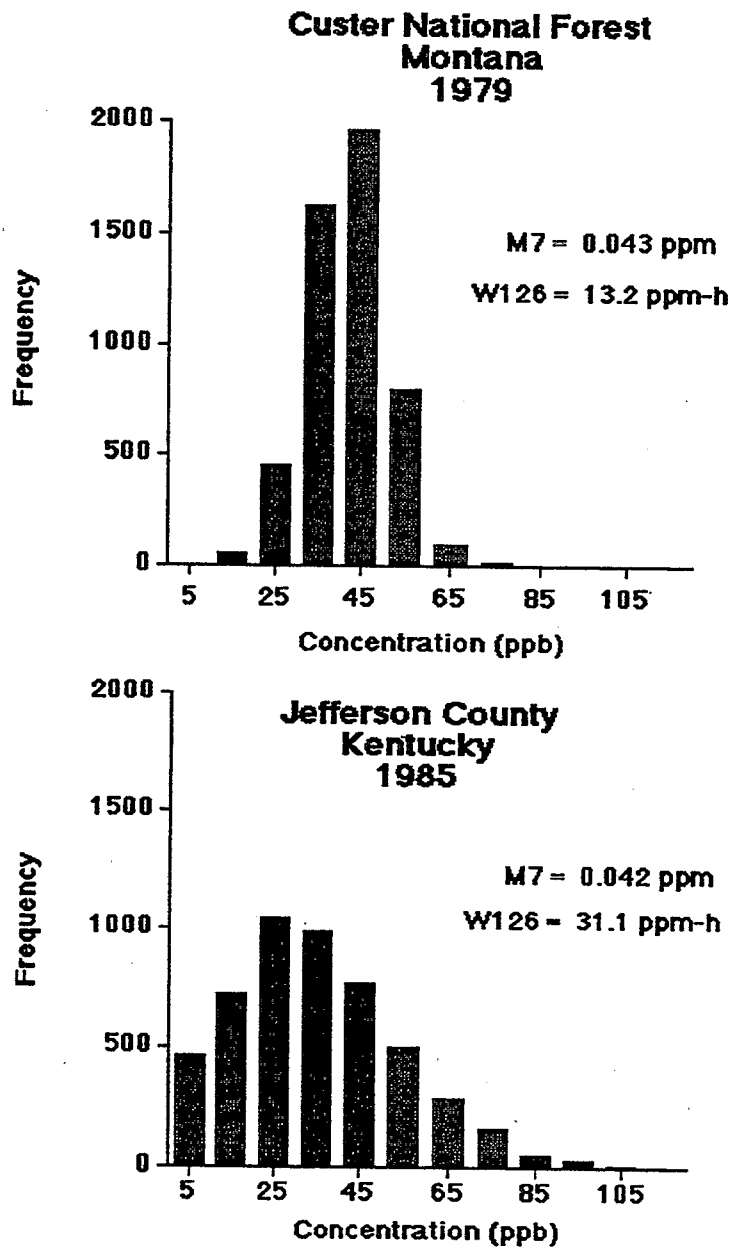 Custer National Forest
Montana
1979
2000
1500
1000
500
0
Frequency
M7 = 0.043 ppm
W126 = 13.2 ppm-h
5 25 45 65 85 105
Concentration (ppb)
Jefferson County
Kentucky
1985
2000
1500
1000
500
0
Frequency
M7 = 0.042 ppm
W126 = 31.1 ppm-h
5 25 45 65 85 105
Concentration (ppb)